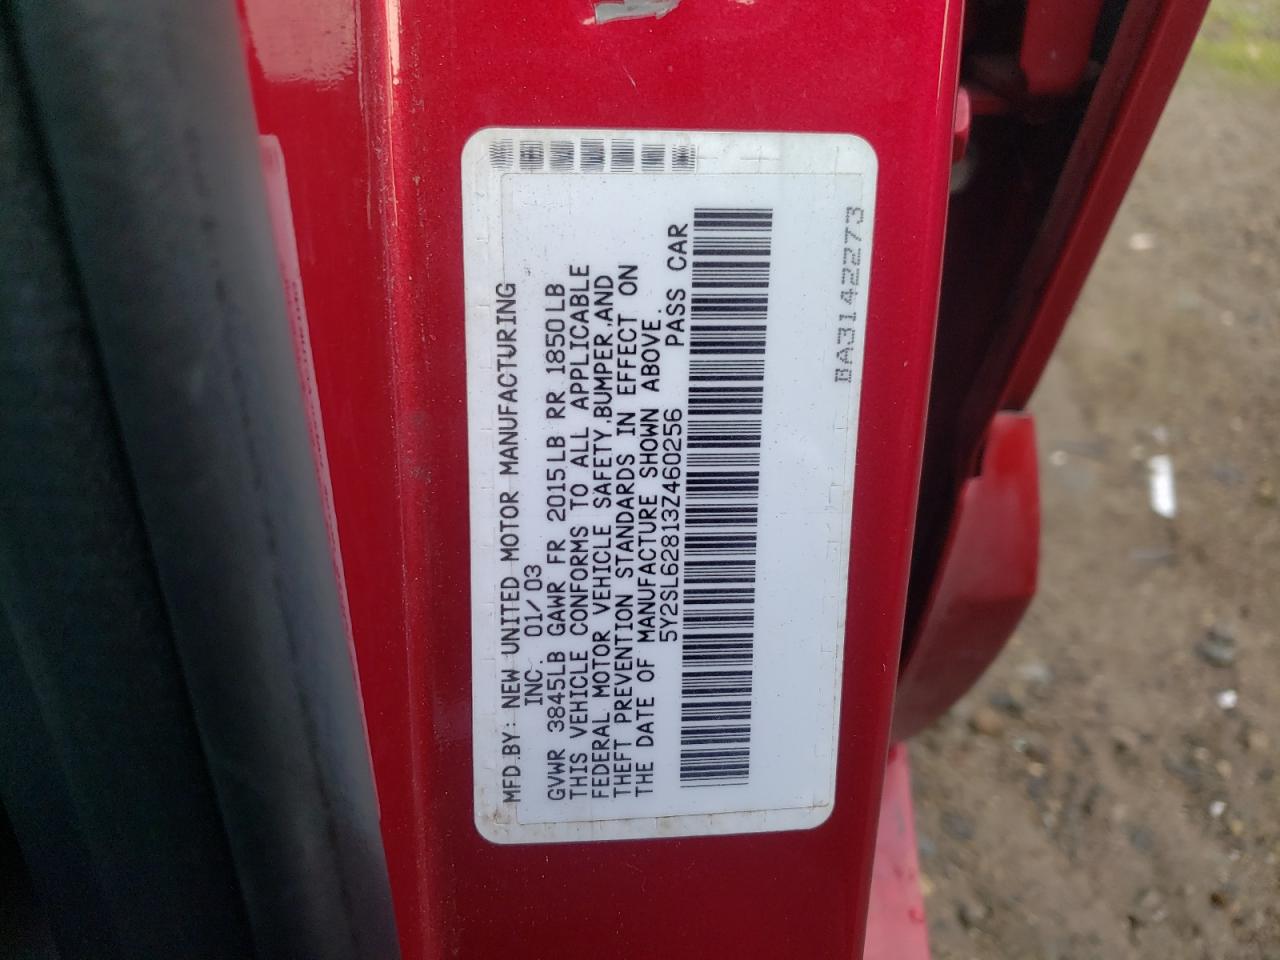 MFD.BY: NEW UNITED MOTOR MANUFACTURING
INC. 01/03
GVWR 3845LB GAWR FR 2015LB RR 1850LB
THIS VEHICLE CONFORMS TO ALL APPLICABLE
FEDERAL MOTOR VEHICLE SAFETY,BUMPER,AND
THEFT PREVENTION STANDARDS IN EFFECT ON
THE DATE OF MANUFACTURE SHOWN ABOVE.
5Y2SL62813Z460256 PASS CAR
BA3142273